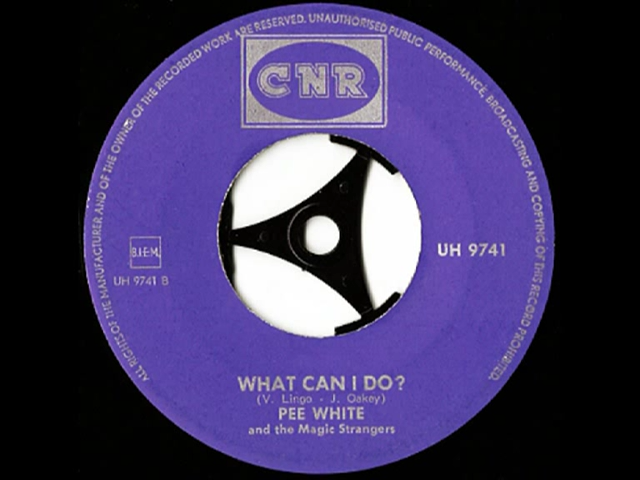 ALL RIGHTS OF THE MANUFACTURER AND OF THE OWNER OF THE RECORDED WORK ARE RESERVED. UNAUTHORISED PUBLIC PERFORMANCE, BROADCASTING AND COPYING OF THIS RECORD PROHIBITED.
CNR
B.I.E.M.
UH 9741 B
UH 9741
WHAT CAN I DO?
(V. Lingo - J. Oakey)
PEE WHITE
and the Magic Strangers